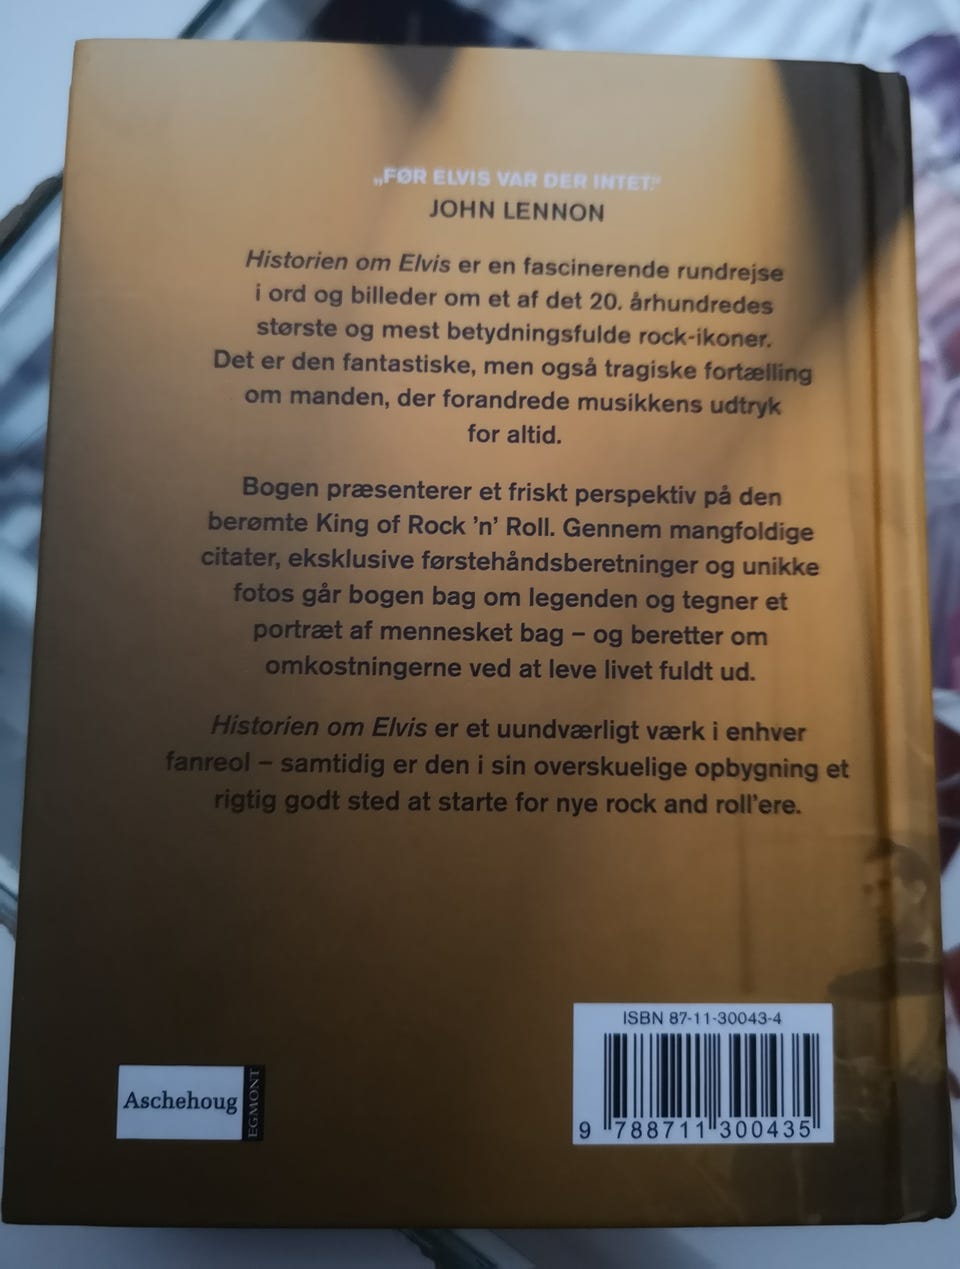 „FØR ELVIS VAR DER INTET.”
JOHN LENNON
Historien om Elvis er en fascinerende rundrejse
i ord og billeder om et af det 20. århundredes
største og mest betydningsfulde rock-ikoner.
Det er den fantastiske, men også tragiske fortælling
om manden, der forandrede musikkens udtryk
for altid.
Bogen præsenterer et friskt perspektiv på den
berømte King of Rock ’n’ Roll. Gennem mangfoldige
citater, eksklusive førstehåndsberetninger og unikke
fotos går bogen bag om legenden og tegner et
portræt af mennesket bag – og beretter om
omkostningerne ved at leve livet fuldt ud.
Historien om Elvis er et uundværligt værk i enhver
fanreol – samtidig er den i sin overskuelige opbygning et
rigtig godt sted at starte for nye rock and roll’ere.
ISBN 87-11-30043-4
9 788711 300435
Aschehoug
EGMONT